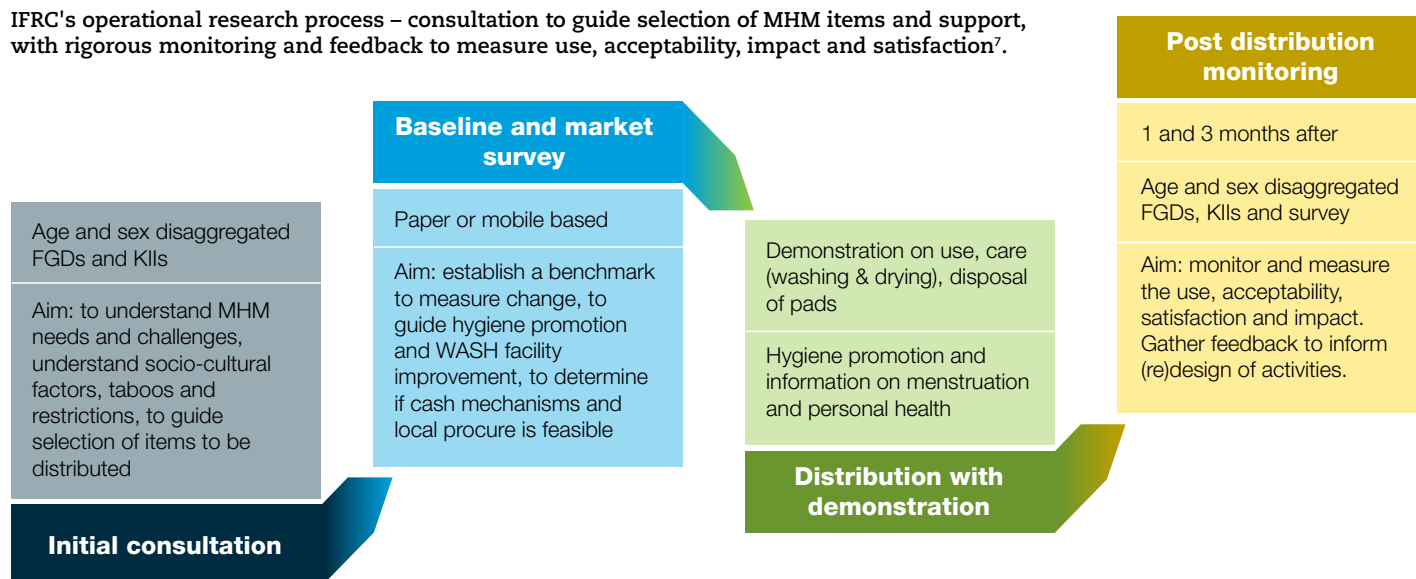 IFRC's operational research process – consultation to guide selection of MHM items and support,
with rigorous monitoring and feedback to measure use, acceptability, impact and satisfaction⁷.
Age and sex disaggregated
FGDs and KIIs
Aim: to understand MHM
needs and challenges,
understand socio-cultural
factors, taboos and
restrictions, to guide
selection of items to be
distributed
Initial consultation
Baseline and market
survey
Paper or mobile based
Aim: establish a benchmark
to measure change, to
guide hygiene promotion
and WASH facility
improvement, to determine
if cash mechanisms and
local procure is feasible
Demonstration on use, care
(washing & drying), disposal
of pads
Hygiene promotion and
information on menstruation
and personal health
Distribution with
demonstration
Post distribution
monitoring
1 and 3 months after
Age and sex disaggregated
FGDs, KIIs and survey
Aim: monitor and measure
the use, acceptability,
satisfaction and impact.
Gather feedback to inform
(re)design of activities.